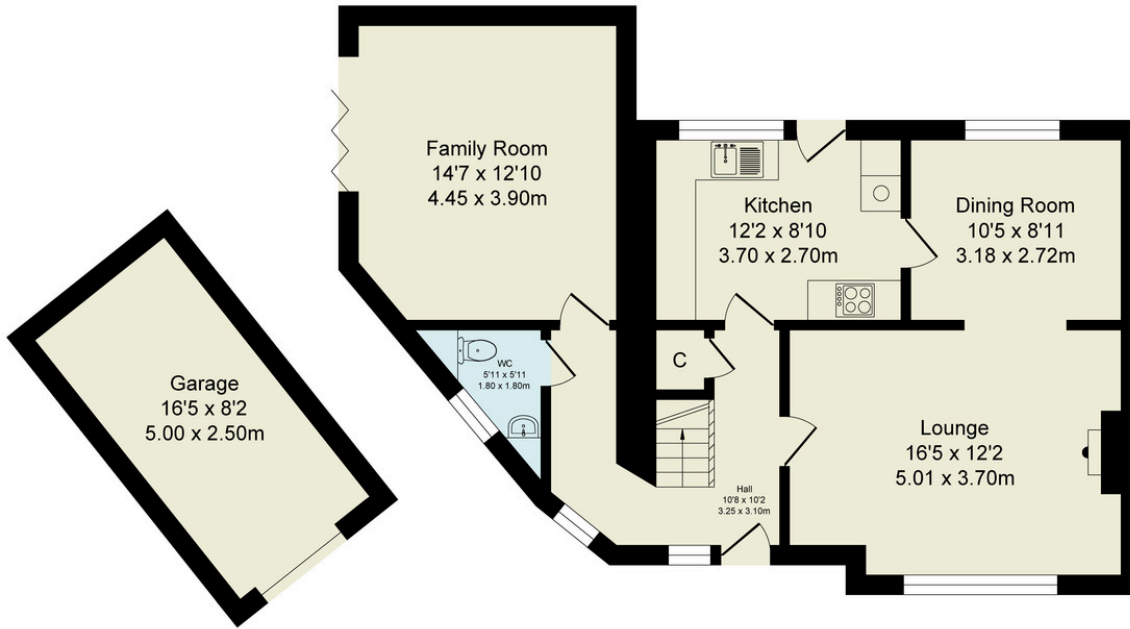 Family Room
14'7 x 12'10
4.45 x 3.90m
Kitchen
12'2 x 8'10
3.70 x 2.70m
Dining Room
10'5 x 8'11
3.18 x 2.72m
Garage
16'5 x 8'2
5.00 x 2.50m
WC
5'11 x 5'11
1.80 x 1.80m
C
Lounge
16'5 x 12'2
5.01 x 3.70m
Hall
10'8 x 10'2
3.25 x 3.10m